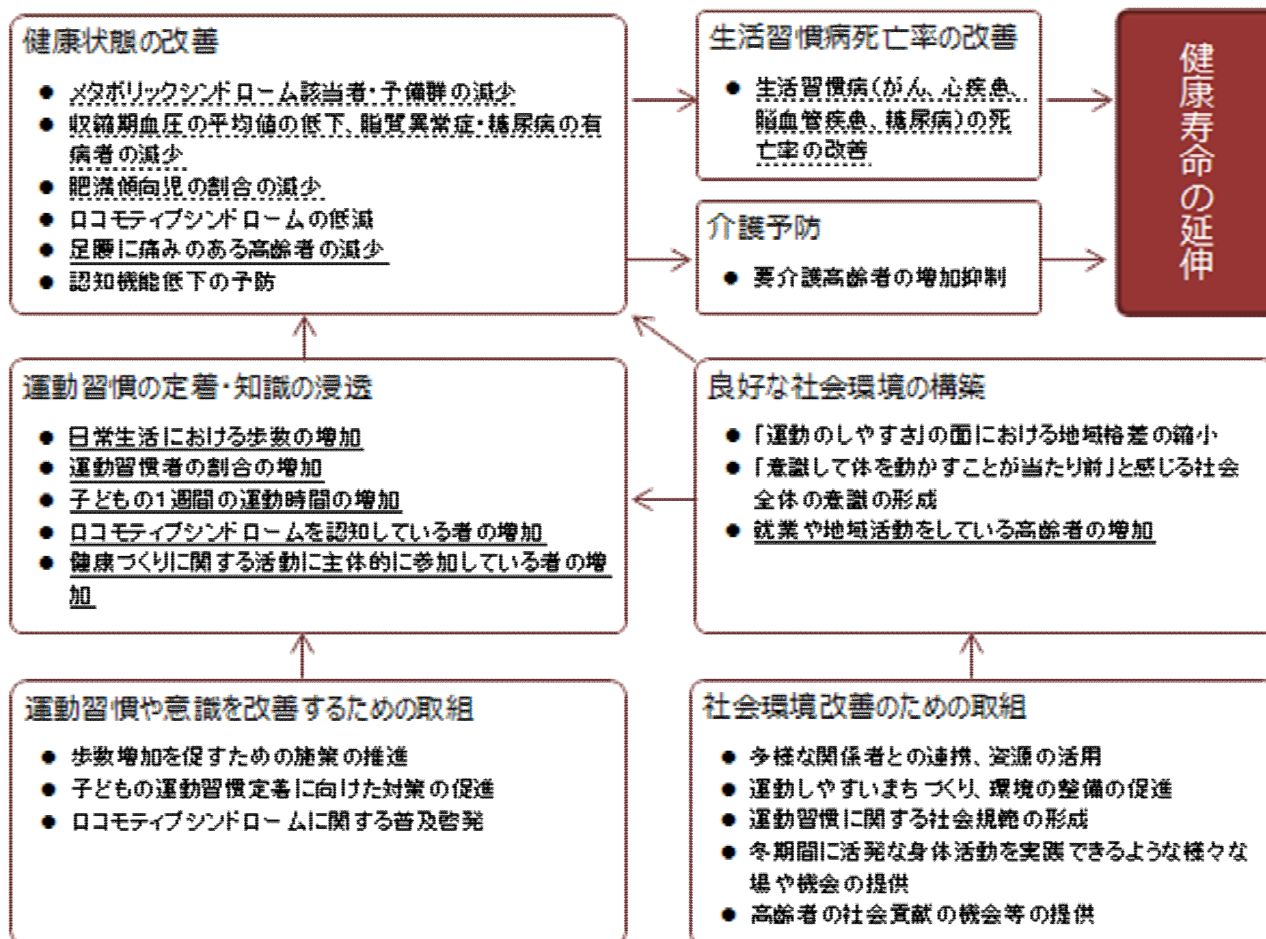 健康状態の改善
● メタボリックシンドローム該当者・予備群の減少
● 収縮期血圧の平均値の低下、脂質異常症・糖尿病の有
病者の減少
● 肥満傾向児の割合の減少
● ロコモティブシンドロームの低減
● 足腰に痛みのある高齢者の減少
● 認知機能低下の予防
生活習慣病死亡率の改善
● 生活習慣病(がん、心疾患、
脳血管疾患、糖尿病)の死
亡率の改善
介護予防
● 要介護高齢者の増加抑制
健康寿命の延伸
運動習慣の定着・知識の浸透
● 日常生活における歩数の増加
● 運動習慣者の割合の増加
● 子どもの1週間の運動時間の増加
● ロコモティブシンドロームを認知している者の増加
● 健康づくりに関する活動に主体的に参加している者の増
加
良好な社会環境の構築
● 「運動のしやすさ」の面における地域格差の縮小
● 「意識して体を動かすことが当たり前」と感じる社会
全体の意識の形成
● 就業や地域活動をしている高齢者の増加
運動習慣や意識を改善するための取組
● 歩数増加を促すための施策の推進
● 子どもの運動習慣定着に向けた対策の促進
● ロコモティブシンドロームに関する普及啓発
社会環境改善のための取組
● 多様な関係者との連携、資源の活用
● 運動しやすいまちづくり、環境の整備の促進
● 運動習慣に関する社会規範の形成
● 冬期間に活発な身体活動を実践できるような様々な
場や機会の提供
● 高齢者の社会貢献の機会等の提供